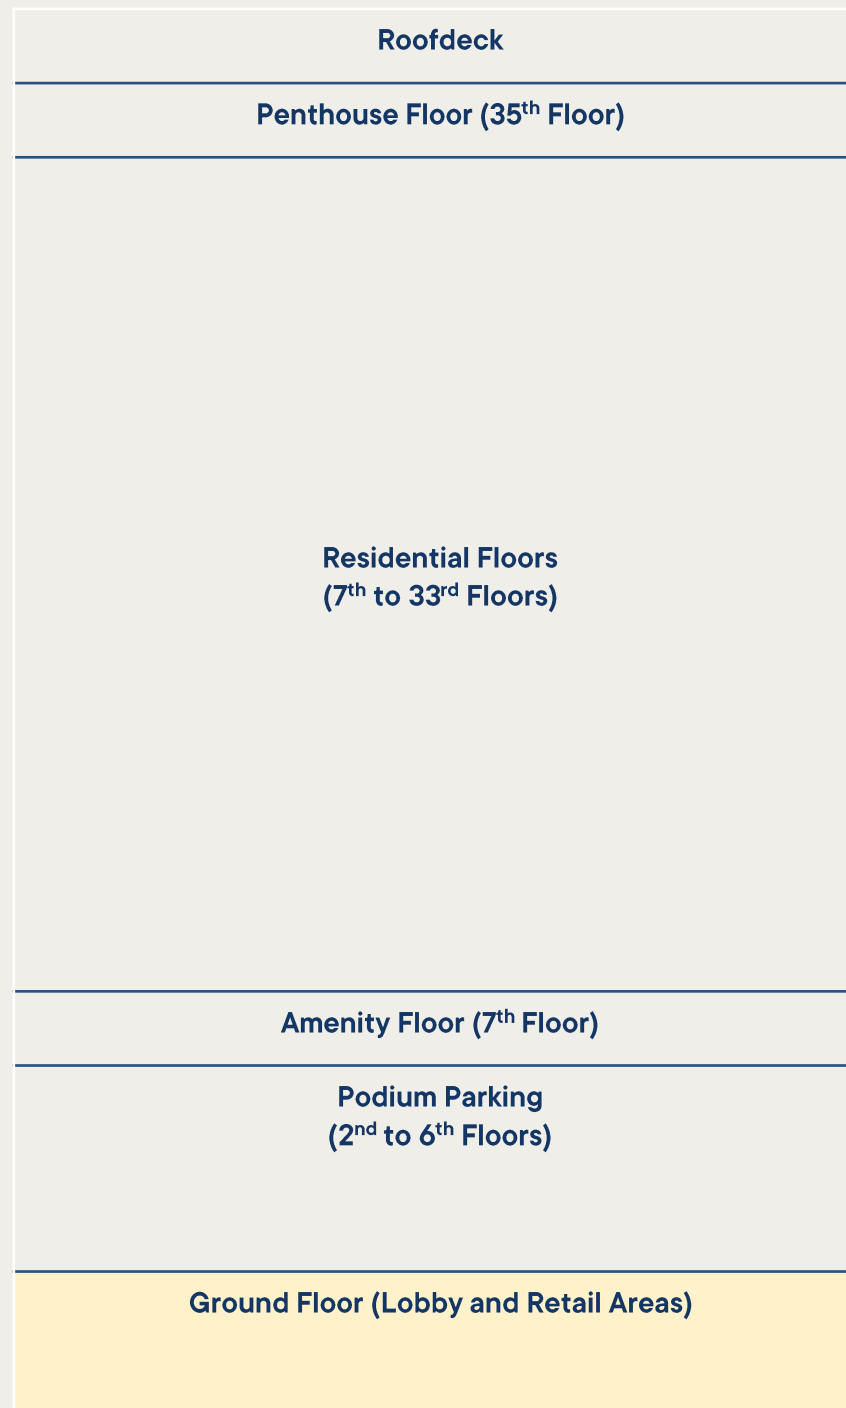 Roofdeck
Penthouse Floor (35th Floor)
Residential Floors
(7th to 33rd Floors)
Amenity Floor (7th Floor)
Podium Parking
(2nd to 6th Floors)
Ground Floor (Lobby and Retail Areas)